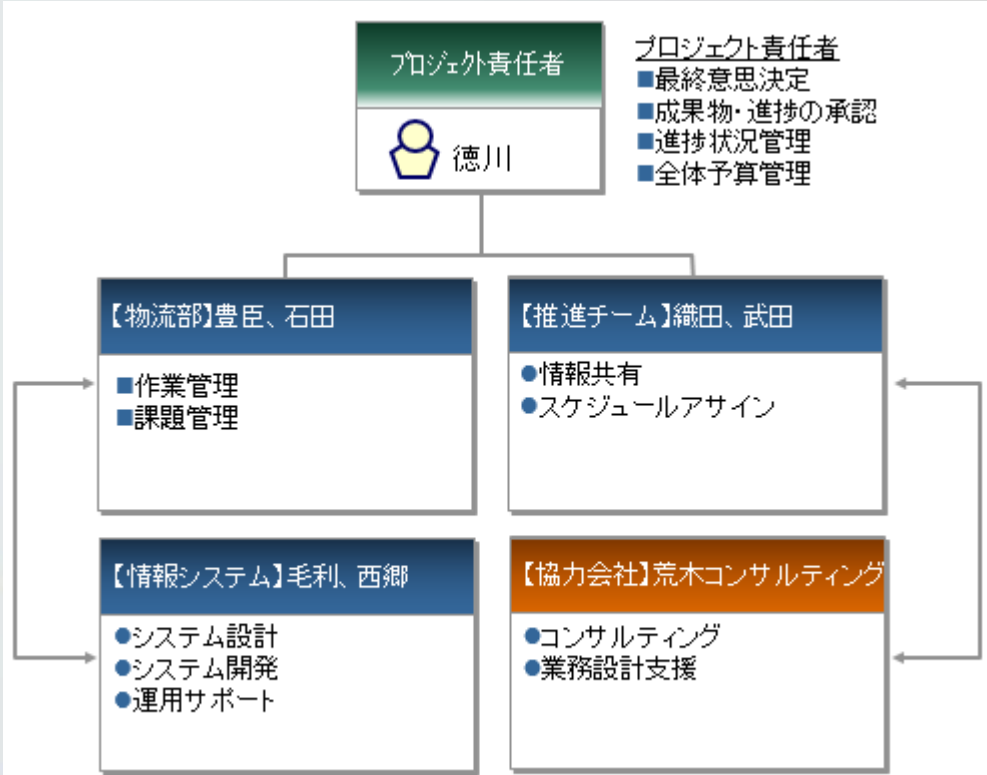 プロジェクト責任者
徳川
プロジェクト責任者
■最終意思決定
■成果物・進捗の承認
■進捗状況管理
■全体予算管理
【物流部】豊臣、石田
■作業管理
■課題管理
【推進チーム】織田、武田
●情報共有
●スケジュールアサイン
【情報システム】毛利、西郷
●システム設計
●システム開発
●運用サポート
【協力会社】荒木コンサルティング
●コンサルティング
●業務設計支援